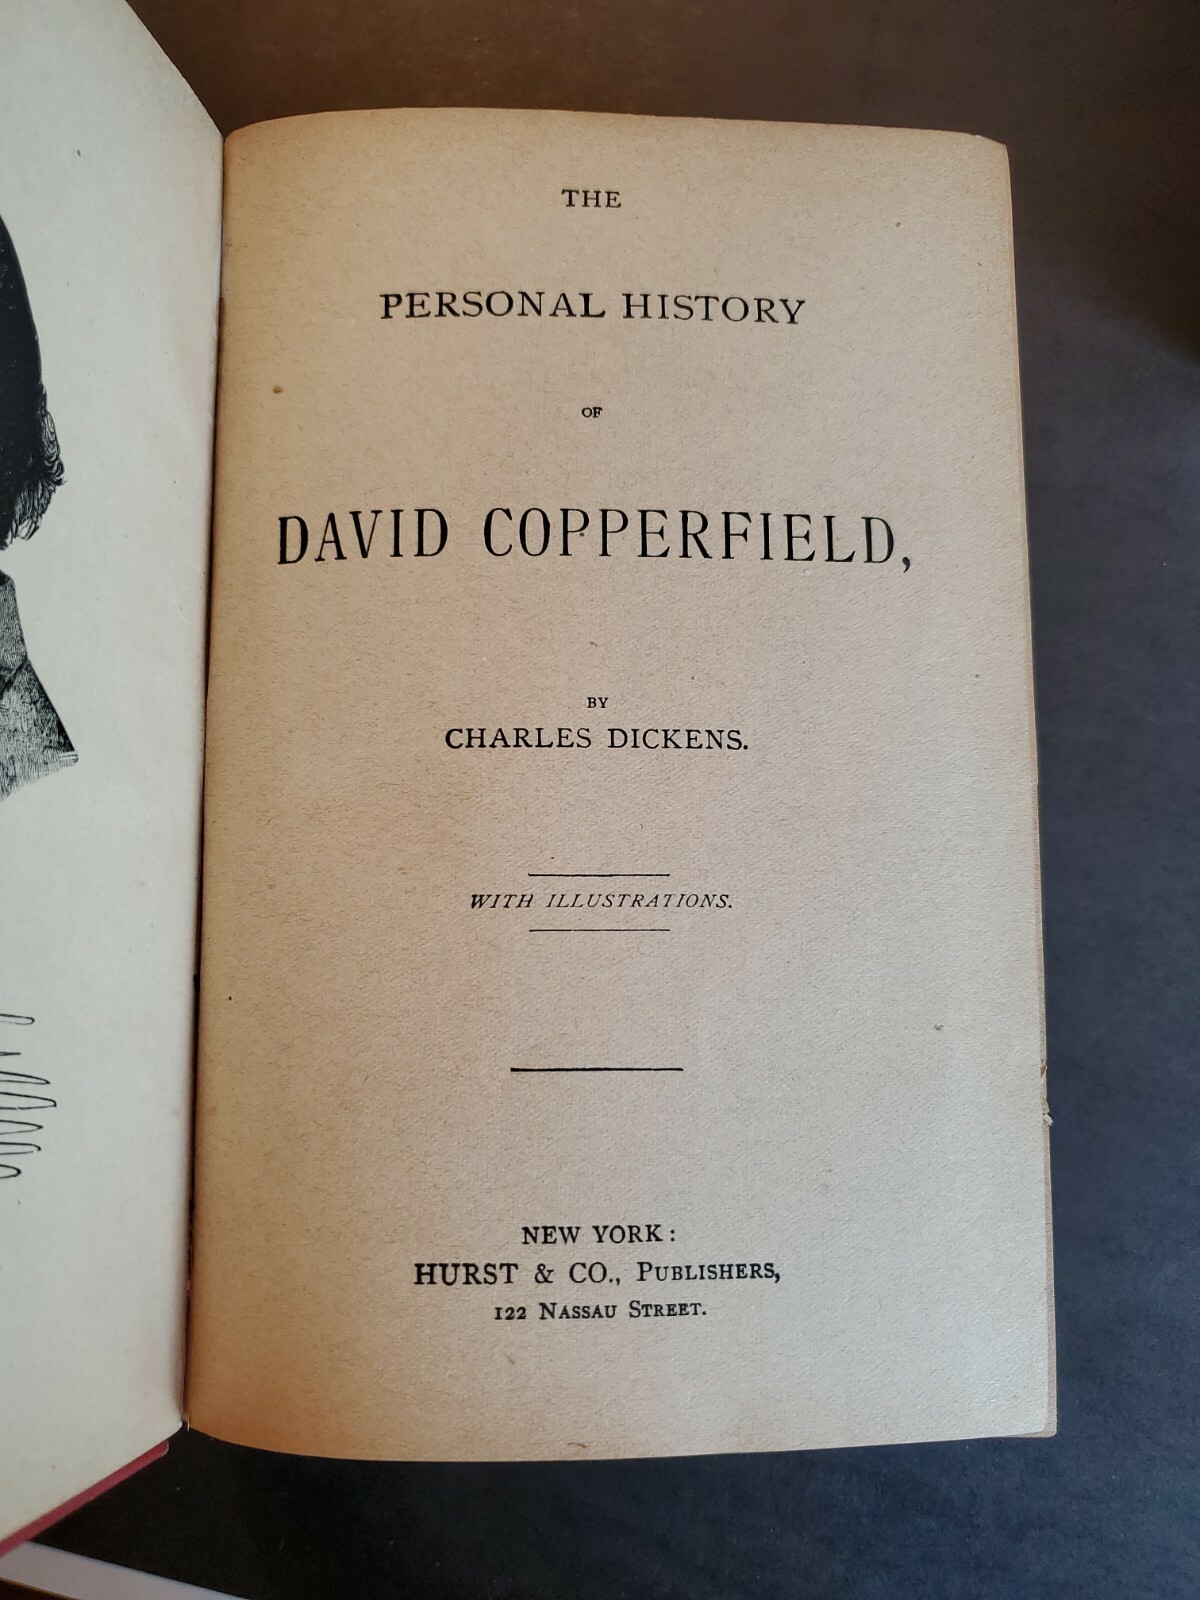 THE
PERSONAL HISTORY
OF
DAVID COPPERFIELD,
BY
CHARLES DICKENS.
WITH ILLUSTRATIONS.
NEW YORK:
HURST & CO., PUBLISHERS,
122 NASSAU STREET.